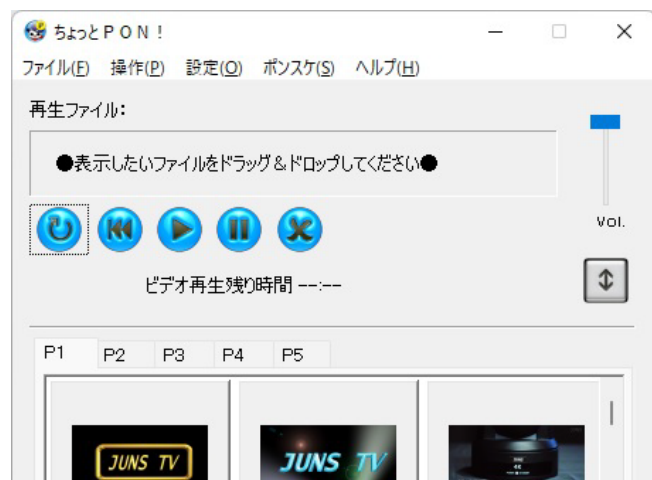 ちょっとＰＯＮ！
ファイル(F) 操作(P) 設定(O) ポンスケ(S) ヘルプ(H)
再生ファイル：
●表示したいファイルをドラッグ＆ドロップしてください●
Vol.
ビデオ再生残り時間 --:--
P1 P2 P3 P4 P5
JUNS TV JUNS TV